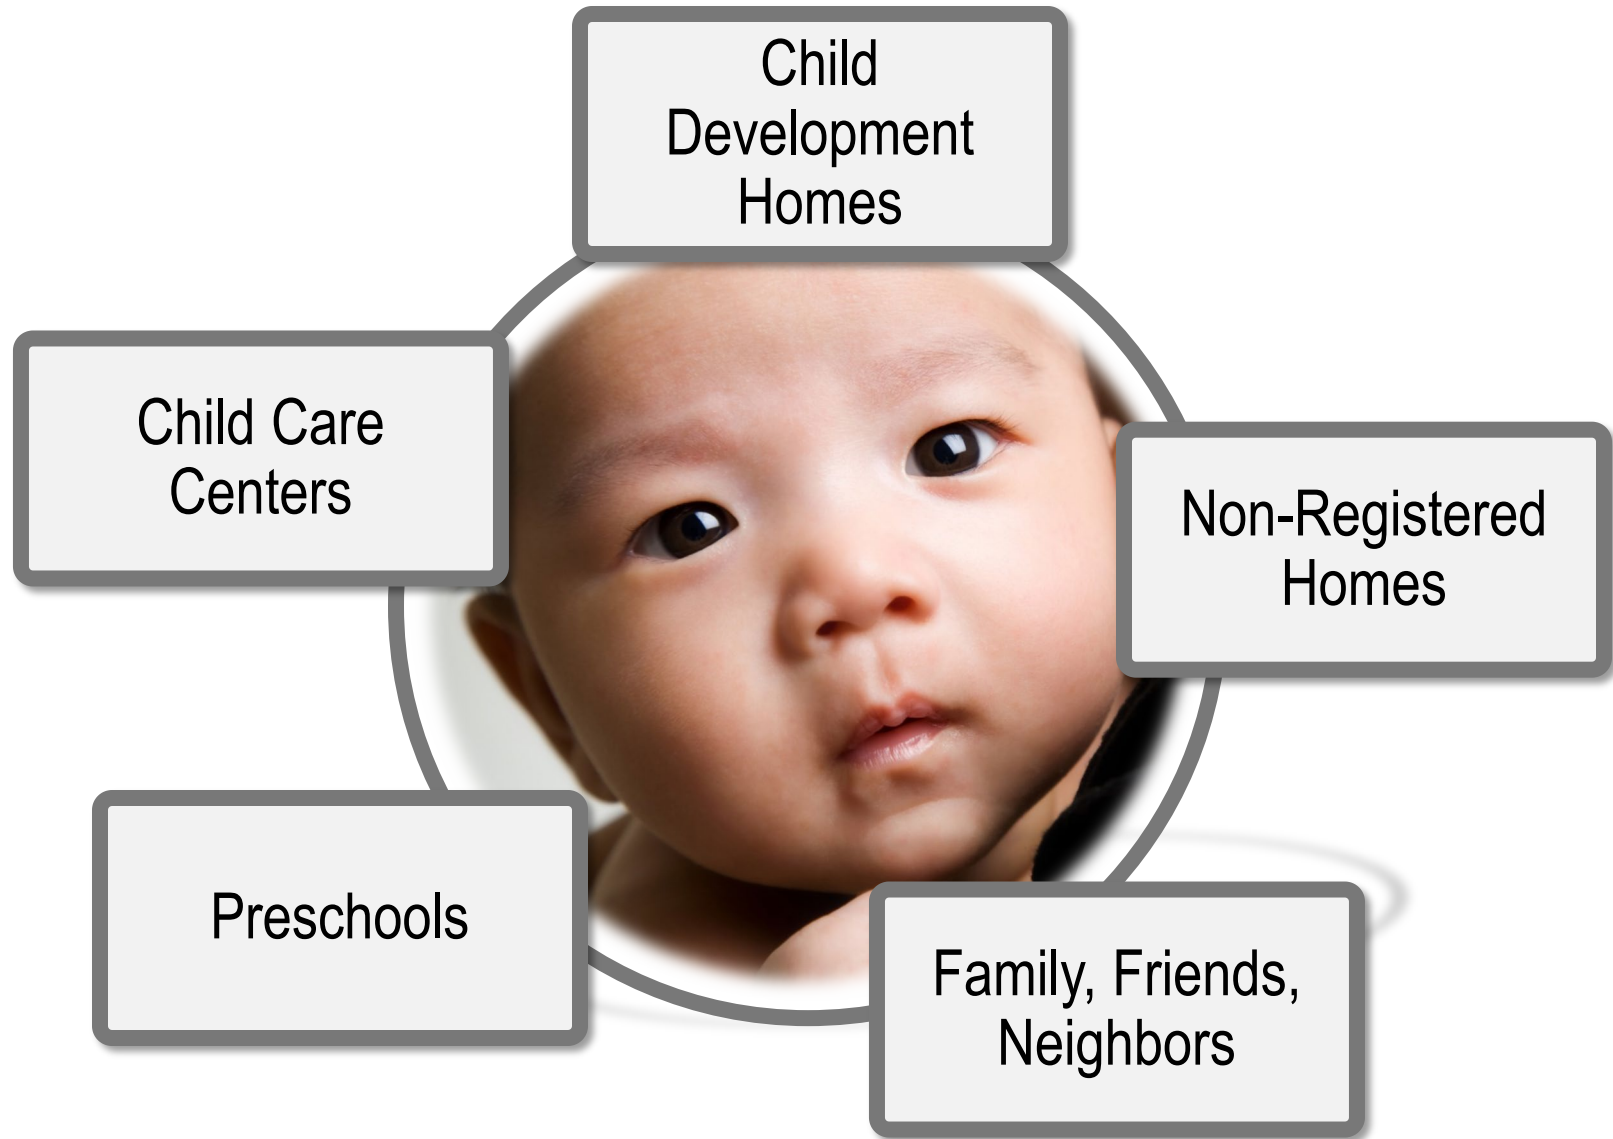 Child
Development
Homes
Child Care
Centers
Non-Registered
Homes
Preschools
Family, Friends,
Neighbors